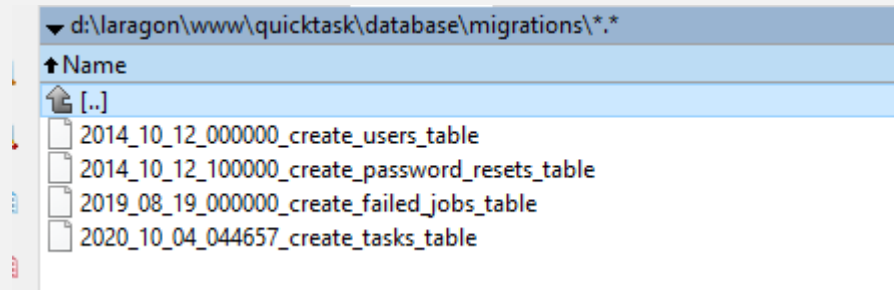 d:\laragon\www\quicktask\database\migrations\*.*
Name
[..]
2014_10_12_000000_create_users_table
2014_10_12_100000_create_password_resets_table
2019_08_19_000000_create_failed_jobs_table
2020_10_04_044657_create_tasks_table